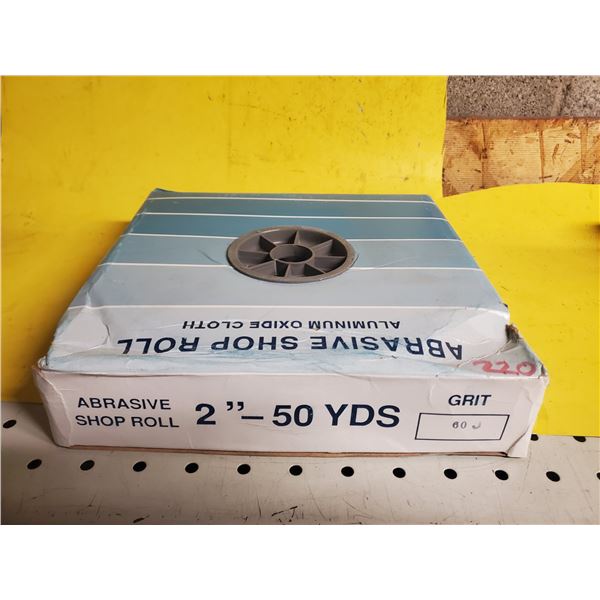 ALUMINUM OXIDE CLOTH
ABRASIVE SHOP ROLL
220
ABRASIVE
SHOP ROLL
2”–50 YDS
GRIT
60 J